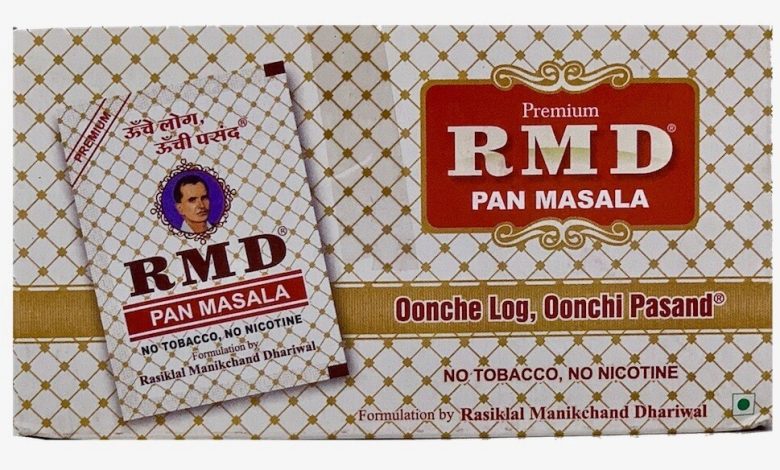 PREMIUM
ऊँचे लोग,
ऊँची पसंद®
RMD®
PAN MASALA
NO TOBACCO, NO NICOTINE
Formulation by
Rasiklal Manikchand Dhariwal
Premium
RMD®
PAN MASALA
Oonche Log, Oonchi Pasand®
NO TOBACCO, NO NICOTINE
Formulation by Rasiklal Manikchand Dhariwal